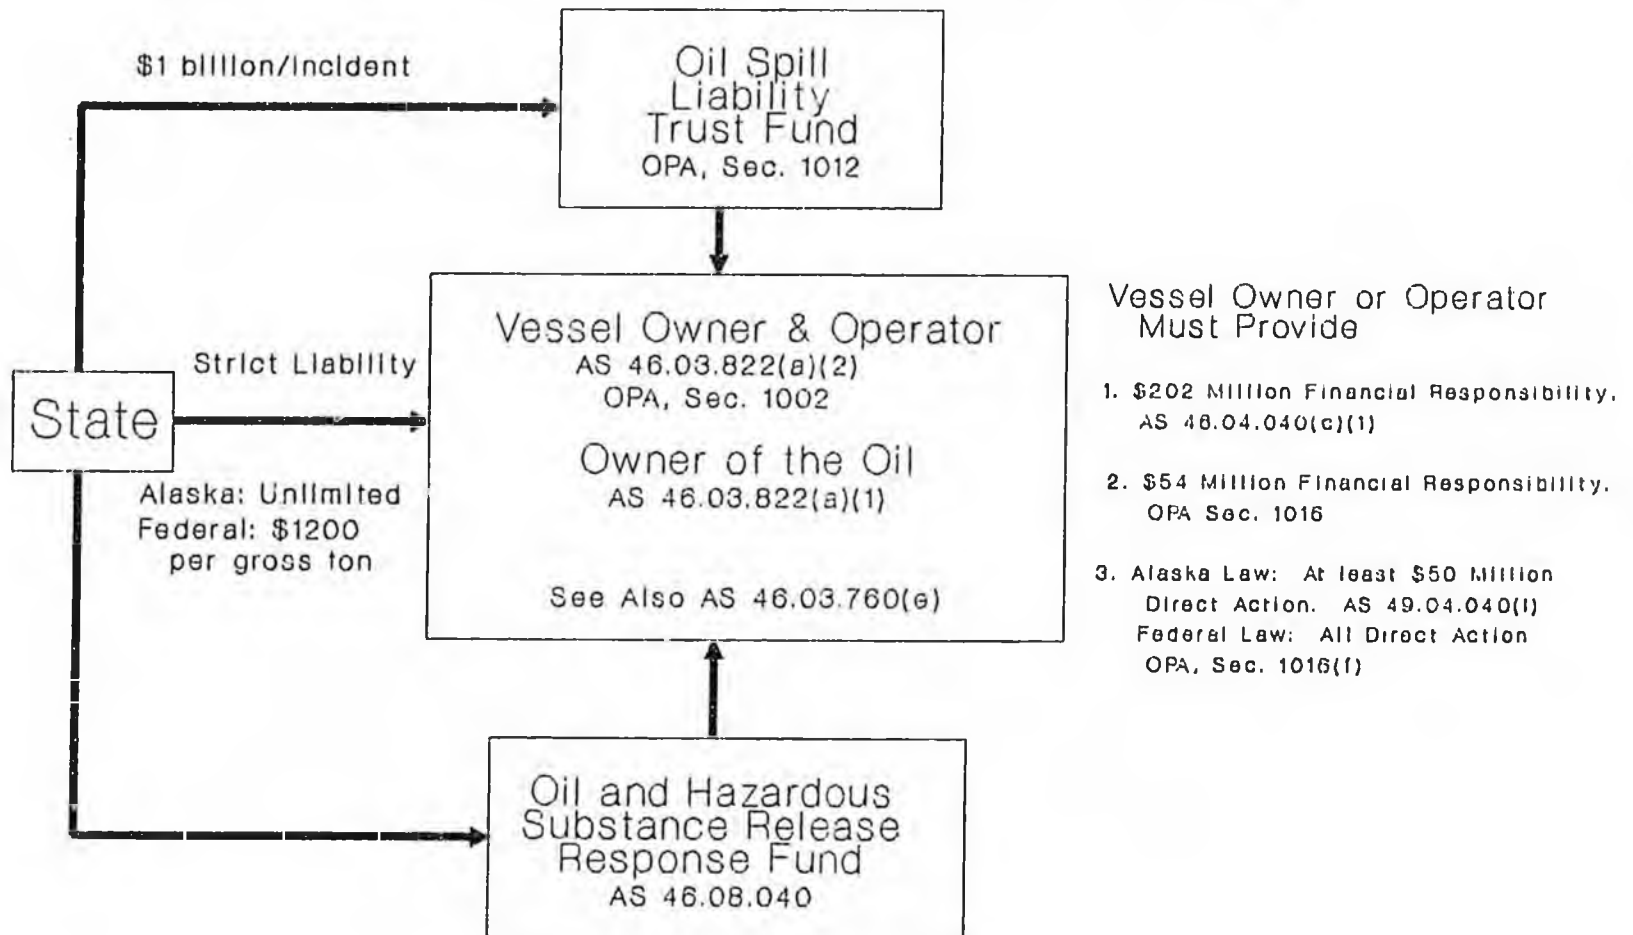 $1 billion/Incident
Oil Spill
Liability
Trust Fund
OPA, Sec. 1012
State
Strict Liability
Alaska: Unlimited
Federal: $1200
per gross ton
Vessel Owner & Operator
AS 46.03.822(a)(2)
OPA, Sec. 1002
Owner of the Oil
AS 46.03.822(a)(1)
See Also AS 46.03.760(e)
Vessel Owner or Operator
Must Provide
1. $202 Million Financial Responsibility.
AS 46.04.040(c)(1)
2. $54 Million Financial Responsibility.
OPA Sec. 1016
3. Alaska Law: At least $50 Million
Direct Action. AS 49.04.040(l)
Federal Law: All Direct Action
OPA, Sec. 1016(f)
Oil and Hazardous
Substance Release
Response Fund
AS 46.08.040